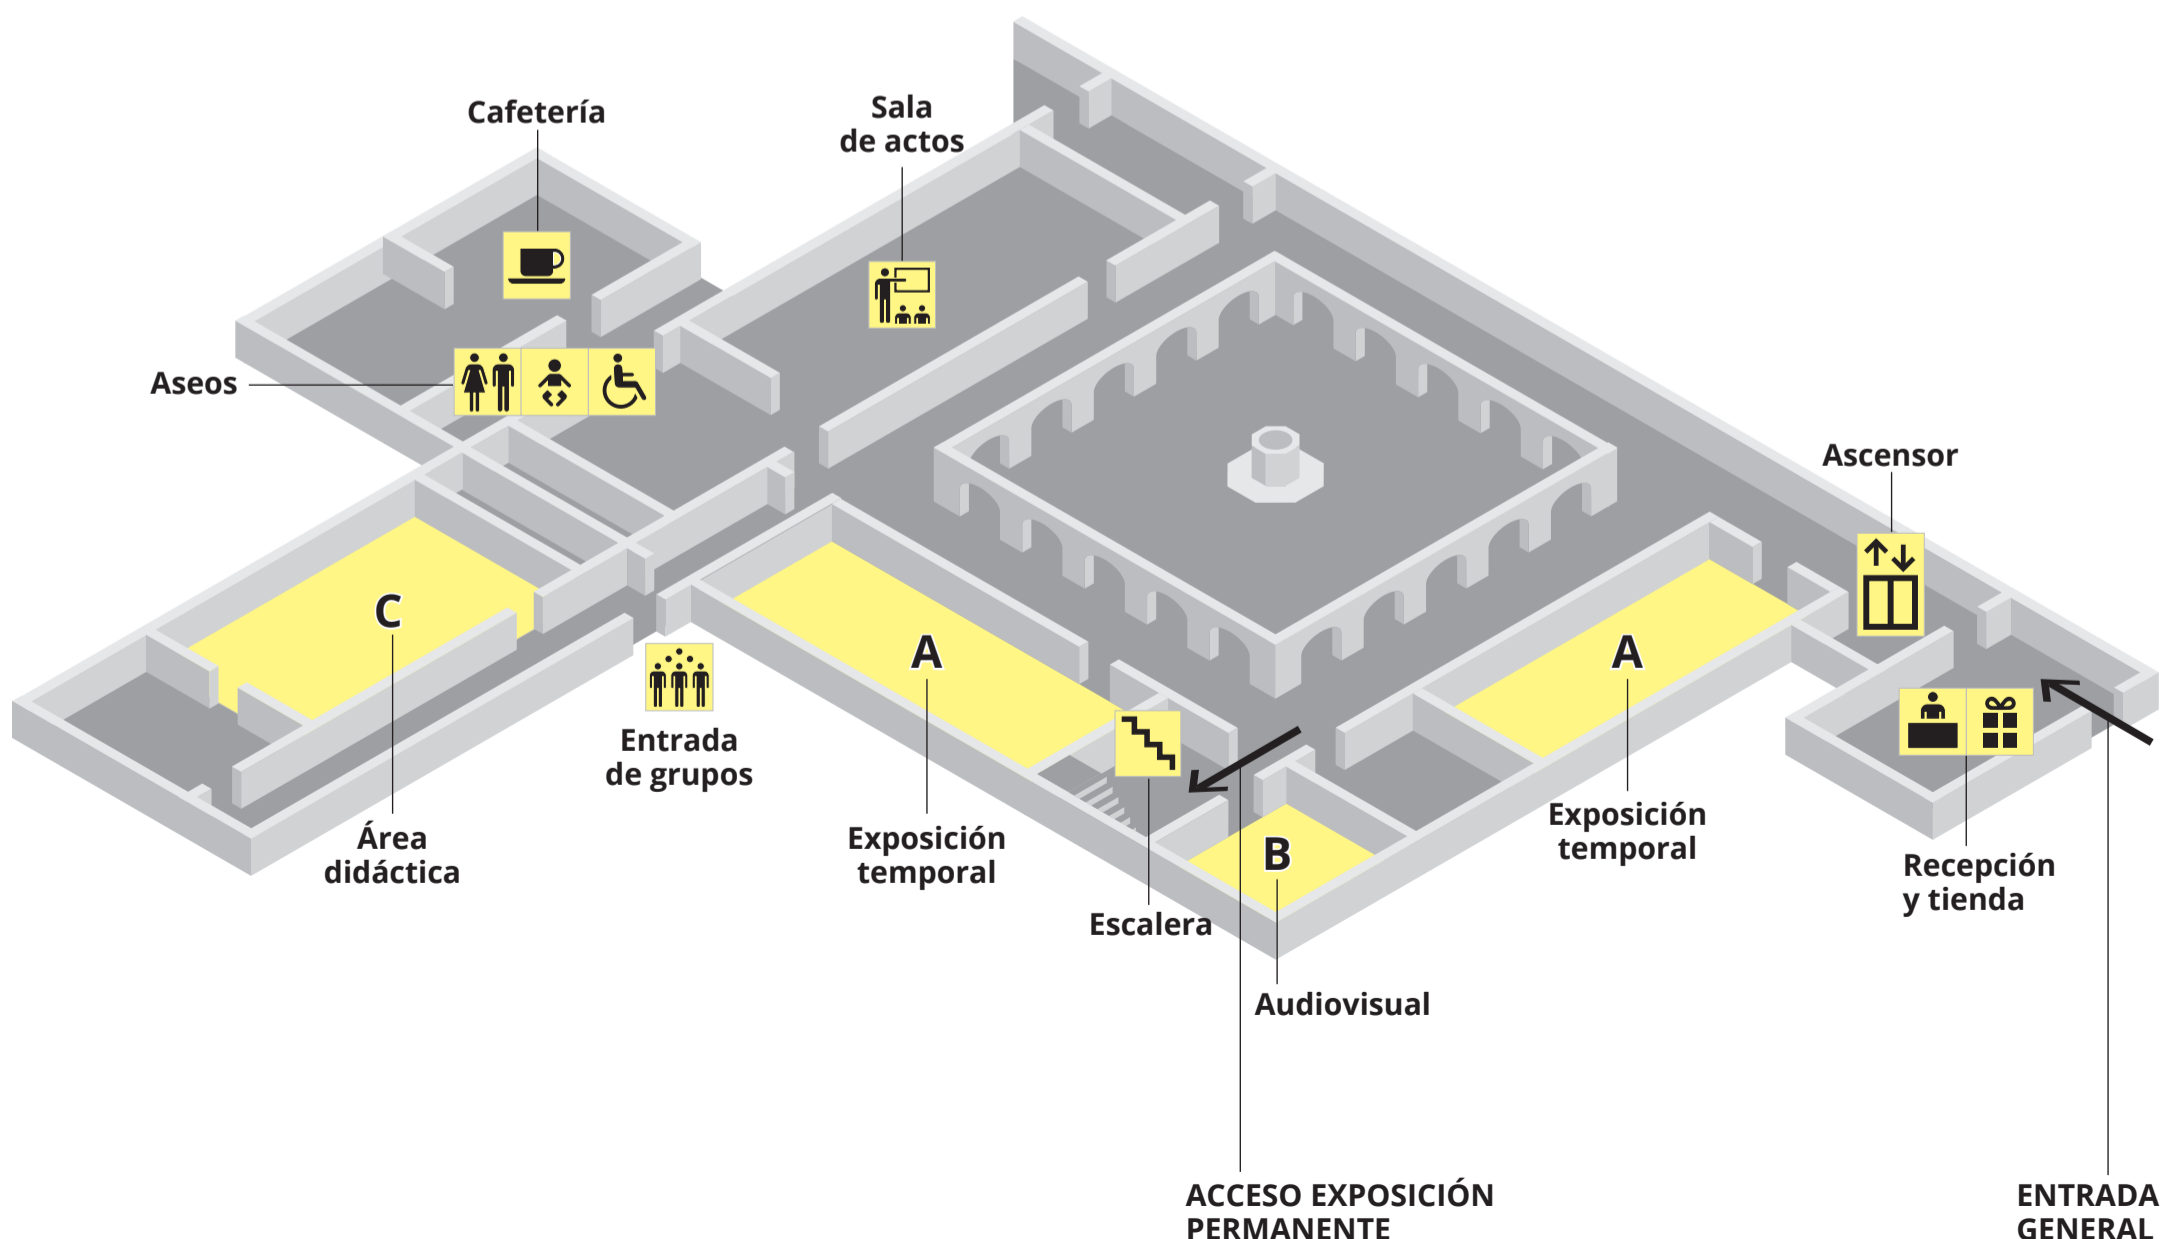 Cafetería
Sala
de actos
Aseos
Ascensor
C
A
A
B
Entrada
de grupos
Área
didáctica
Exposición
temporal
Exposición
temporal
Escalera
Recepción
y tienda
Audiovisual
ACCESO EXPOSICIÓN
PERMANENTE
ENTRADA
GENERAL